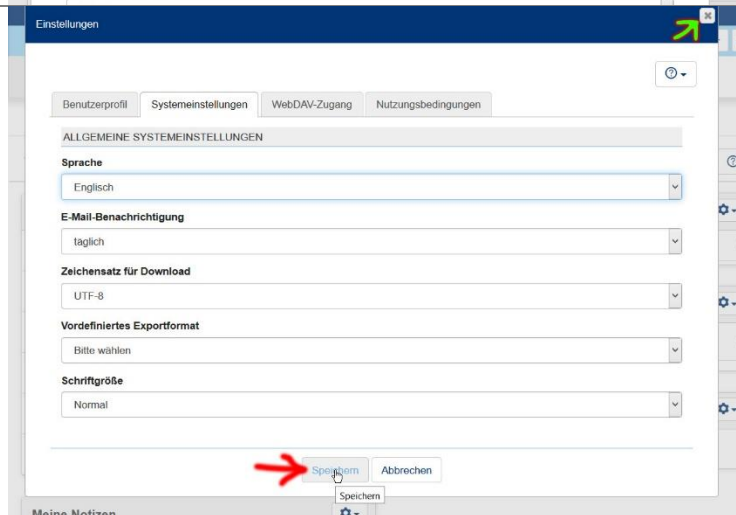 Einstellungen
Benutzerprofil Systemeinstellungen WebDAV-Zugang Nutzungsbedingungen
ALLGEMEINE SYSTEMEINSTELLUNGEN
Sprache
Englisch
E-Mail-Benachrichtigung
täglich
Zeichensatz für Download
UTF-8
Vordefiniertes Exportformat
Bitte wählen
Schriftgröße
Normal
Speichern Abbrechen
Speichern
Meine Notizen